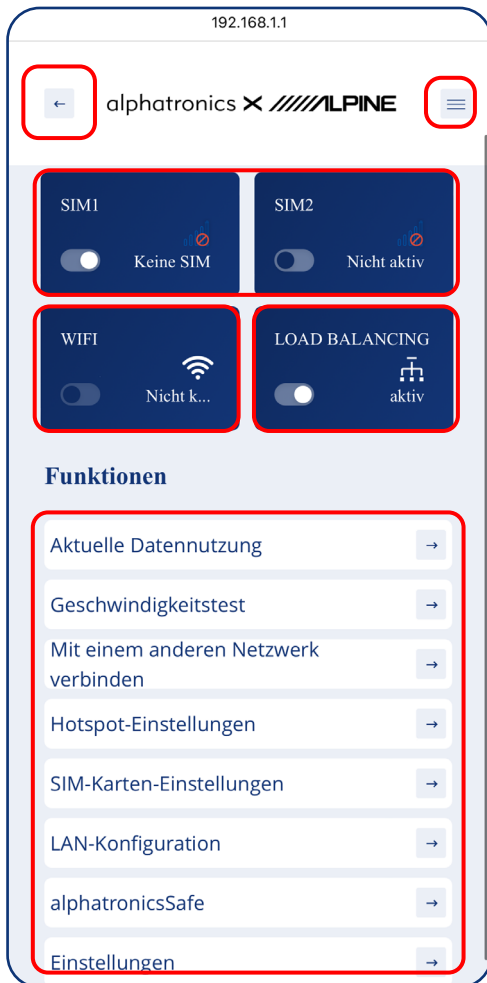 192.168.1.1
alphatronics X ALPINE
SIM1
Keine SIM
SIM2
Nicht aktiv
WIFI
Nicht k...
LOAD BALANCING
aktiv
Funktionen
Aktuelle Datennutzung
Geschwindigkeitstest
Mit einem anderen Netzwerk
verbinden
Hotspot-Einstellungen
SIM-Karten-Einstellungen
LAN-Konfiguration
alphatronicsSafe
Einstellungen